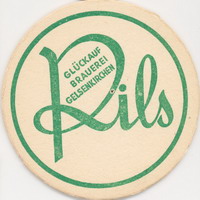 GLÜCKAUF
BRAUEREI
GELSENKIRCHEN
Pils